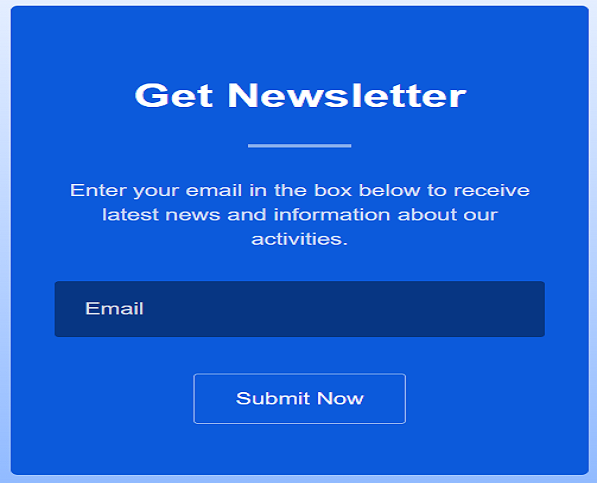 Get Newsletter
Enter your email in the box below to receive
latest news and information about our
activities.
Email
Submit Now